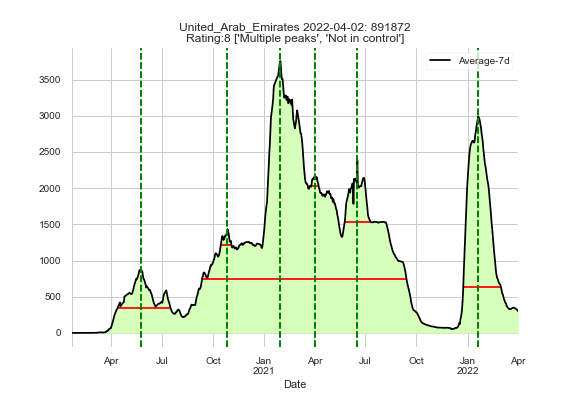 United_Arab_Emirates 2022-04-02: 891872
Rating:8 ['Multiple peaks', 'Not in control']
Average-7d
3500
3000
2500
2000
1500
1000
500
0
Apr Jul Oct Jan Apr Jul Oct Jan Apr
2021 2022
Date